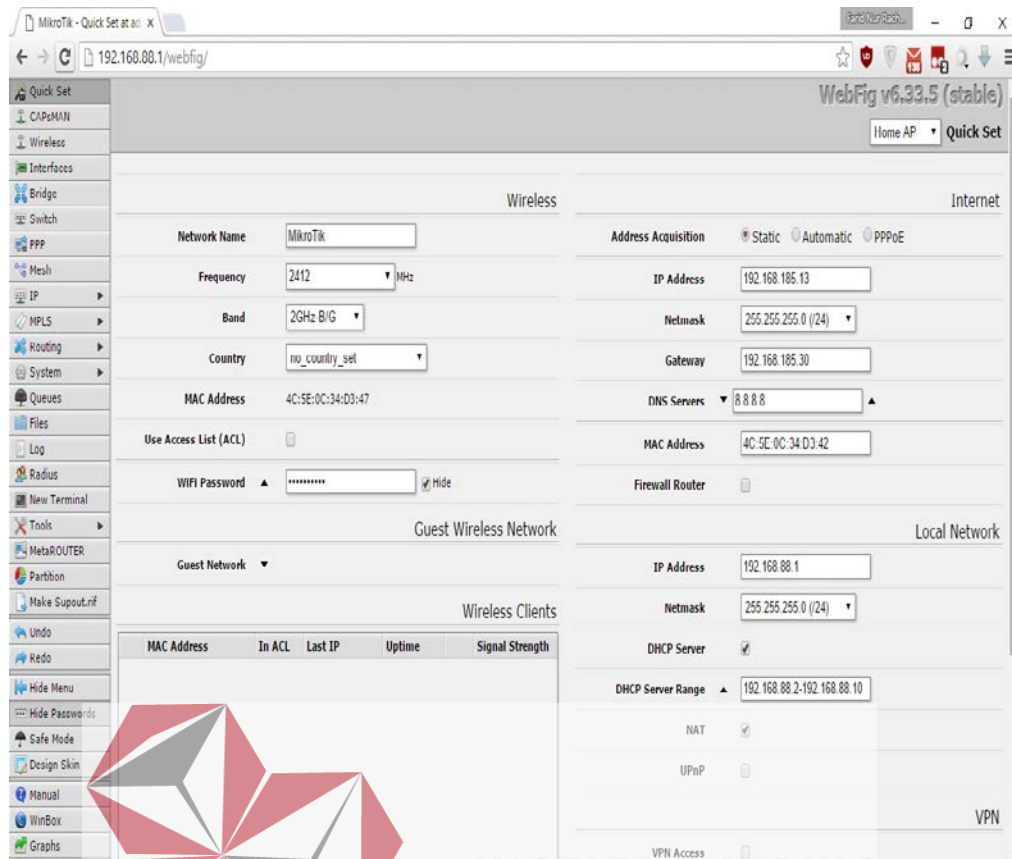 MikroTik - Quick Set at ad
192.168.88.1/webfig/
Quick Set
CAPsMAN
Wireless
Interfaces
Bridge
Switch
PPP
Mesh
IP
MPLS
Routing
System
Queues
Files
Log
Radius
New Terminal
Tools
MetaROUTER
Partition
Make Supout.rif
Undo
Redo
Hide Menu
Hide Passwords
Safe Mode
Design Skin
Manual
WinBox
Graphs
WebFig v6.33.5 (stable)
Home AP Quick Set
Wireless
Network Name MikroTik
Frequency 2412 MHz
Band 2GHz B/G
Country no_country_set
MAC Address 4C:5E:0C:34:D3:47
Use Access List (ACL)
WiFi Password •••••••••• Hide
Guest Wireless Network
Guest Network
Wireless Clients
MAC Address In ACL Last IP Uptime Signal Strength
Internet
Address Acquisition Static Automatic PPPoE
IP Address 192.168.185.13
Netmask 255.255.255.0 (/24)
Gateway 192.168.185.30
DNS Servers 8.8.8.8
MAC Address 4C:5E:0C:34:D3:42
Firewall Router
Local Network
IP Address 192.168.88.1
Netmask 255.255.255.0 (/24)
DHCP Server
DHCP Server Range 192.168.88.2-192.168.88.10
NAT
UPnP
VPN
VPN Access